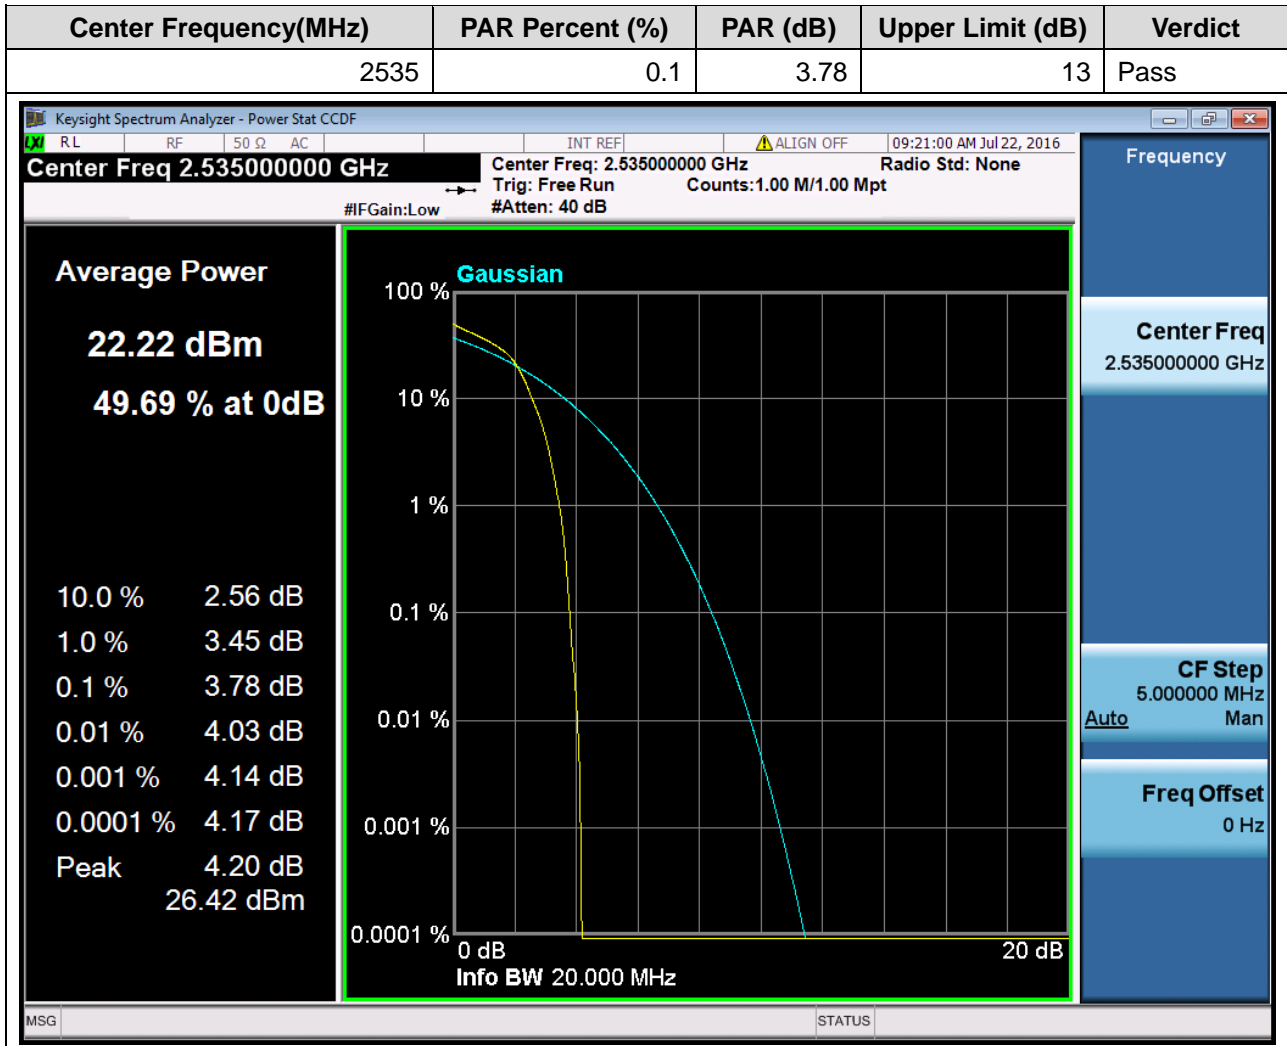 Center Frequency(MHz) PAR Percent (%) PAR (dB) Upper Limit (dB) Verdict
2535 0.1 3.78 13 Pass
Keysight Spectrum Analyzer - Power Stat CCDF
LXI RL RF 50 Ω AC INT REF ALIGN OFF 09:21:00 AM Jul 22, 2016
Center Freq 2.535000000 GHz
Center Freq: 2.535000000 GHz Radio Std: None
Trig: Free Run Counts:1.00 M/1.00 Mpt
#IFGain:Low #Atten: 40 dB
Average Power
22.22 dBm
49.69 % at 0dB
10.0 % 2.56 dB
1.0 % 3.45 dB
0.1 % 3.78 dB
0.01 % 4.03 dB
0.001 % 4.14 dB
0.0001 % 4.17 dB
Peak 4.20 dB
26.42 dBm
Gaussian
100 %
10 %
1 %
0.1 %
0.01 %
0.001 %
0.0001 %
0 dB 20 dB
Info BW 20.000 MHz
Frequency
Center Freq
2.535000000 GHz
CF Step
5.000000 MHz
Auto Man
Freq Offset
0 Hz
MSG STATUS